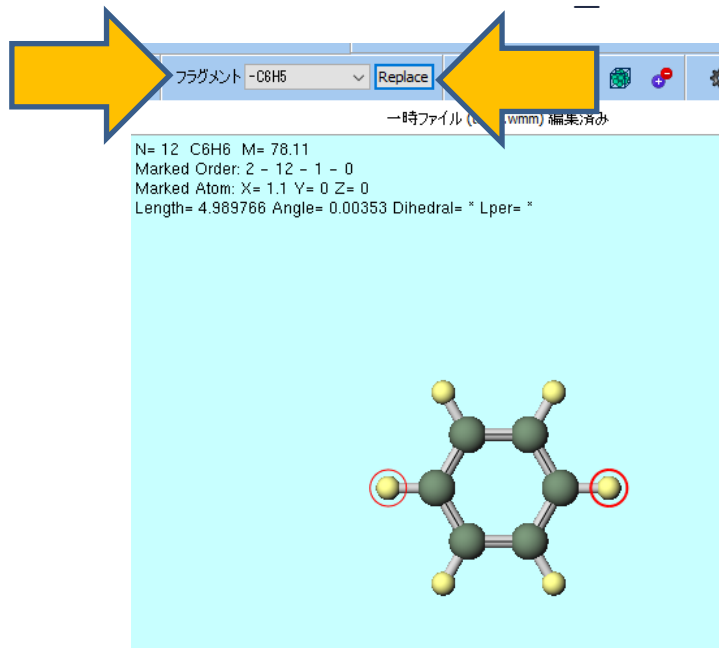 フラグメント -C6H5 Replace
一時ファイル (t .wmm) 編集済み
N= 12 C6H6 M= 78.11
Marked Order: 2 - 12 - 1 - 0
Marked Atom: X= 1.1 Y= 0 Z= 0
Length= 4.989766 Angle= 0.00353 Dihedral= * Lper= *